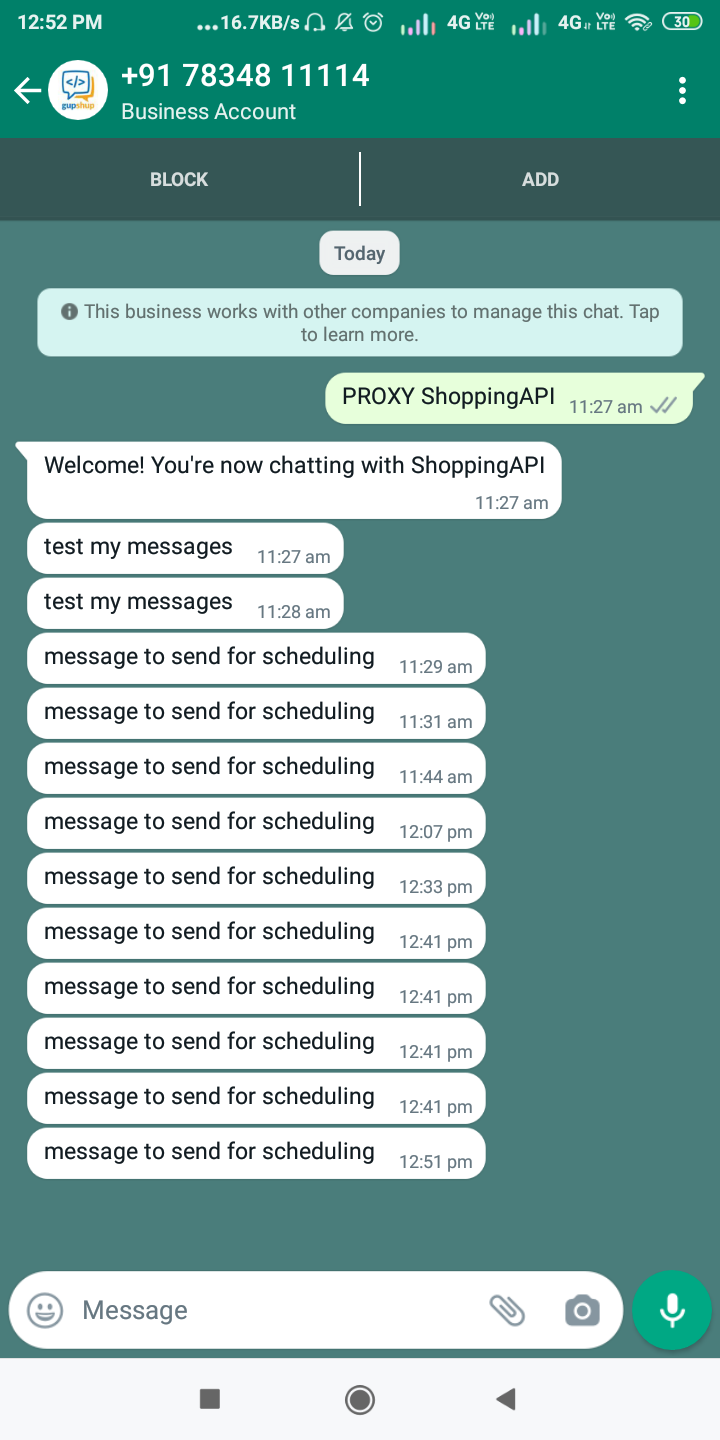 12:52 PM ...16.7KB/s 4G Vo) LTE 4G Vo) LTE 30
</> gupshup
+91 78348 11114
Business Account
BLOCK ADD
Today
This business works with other companies to manage this chat. Tap
to learn more.
PROXY ShoppingAPI 11:27 am
Welcome! You're now chatting with ShoppingAPI
11:27 am
test my messages 11:27 am
test my messages 11:28 am
message to send for scheduling 11:29 am
message to send for scheduling 11:31 am
message to send for scheduling 11:44 am
message to send for scheduling 12:07 pm
message to send for scheduling 12:33 pm
message to send for scheduling 12:41 pm
message to send for scheduling 12:41 pm
message to send for scheduling 12:41 pm
message to send for scheduling 12:41 pm
message to send for scheduling 12:51 pm
Message